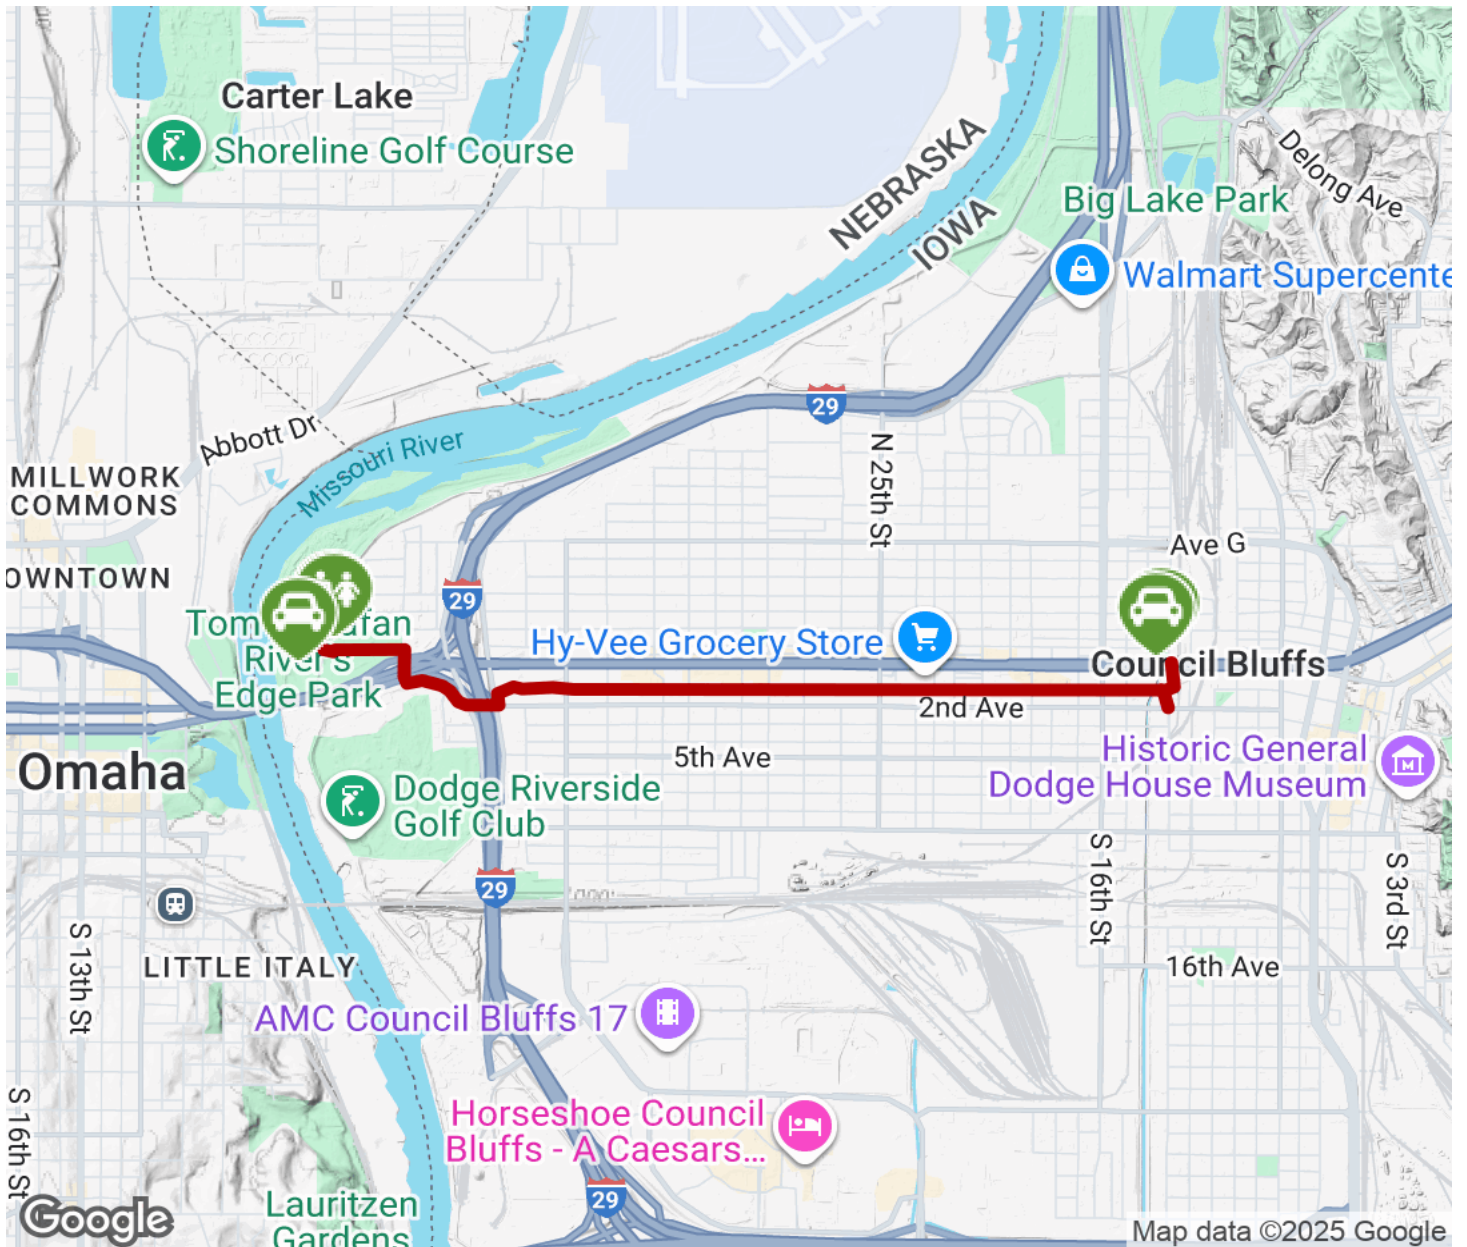 Carter Lake
Shoreline Golf Course
NEBRASKA
IOWA
Delong Ave
Big Lake Park
Walmart Supercente
29
Abbott Dr
Missouri River
N 25th St
MILLWORK
COMMONS
Ave G
OWNTOWN
29
Tom
afan
River's
Edge Park
Hy-Vee Grocery Store
Council Bluffs
2nd Ave
5th Ave
Omaha
Historic General
Dodge House Museum
Dodge Riverside
Golf Club
S 16th St
S 3rd St
29
S 13th St
LITTLE ITALY
16th Ave
AMC Council Bluffs 17
S 16th St
Horseshoe Council
Bluffs - A Caesars...
29
Lauritzen
Gardens
Google
Map data ©2025 Google